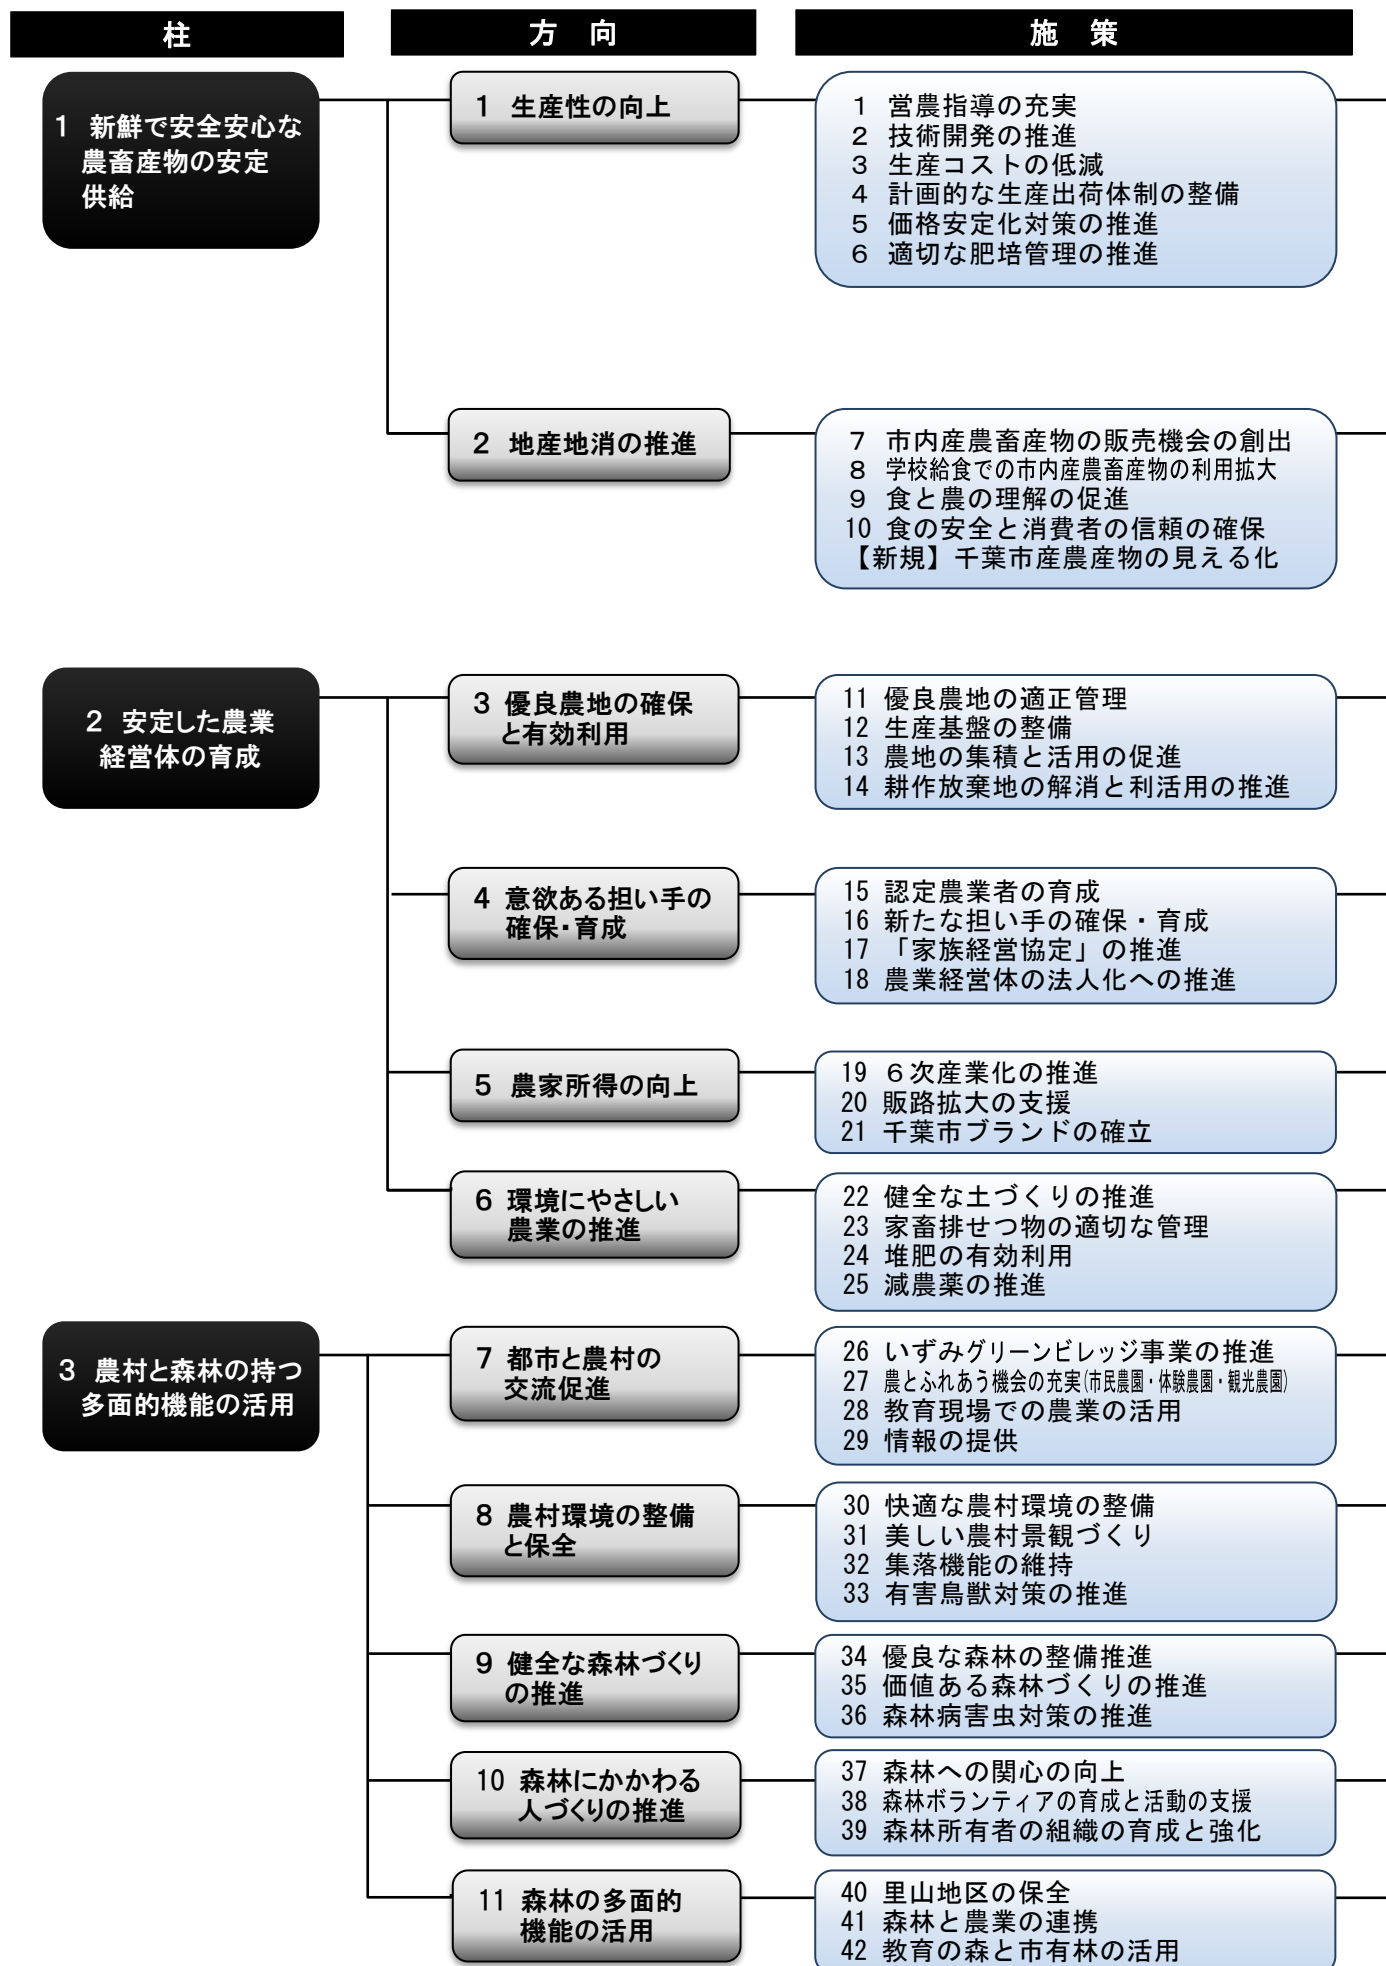 柱
方　向
施　策
1 新鮮で安全安心な
農畜産物の安定
供給
1 生産性の向上
1 営農指導の充実
2 技術開発の推進
3 生産コストの低減
4 計画的な生産出荷体制の整備
5 価格安定化対策の推進
6 適切な肥培管理の推進
2 地産地消の推進
7 市内産農畜産物の販売機会の創出
8 学校給食での市内産農畜産物の利用拡大
9 食と農の理解の促進
10 食の安全と消費者の信頼の確保
【新規】千葉市産農産物の見える化
2 安定した農業
経営体の育成
3 優良農地の確保
と有効利用
11 優良農地の適正管理
12 生産基盤の整備
13 農地の集積と活用の促進
14 耕作放棄地の解消と利活用の推進
4 意欲ある担い手の
確保・育成
15 認定農業者の育成
16 新たな担い手の確保・育成
17 「家族経営協定」の推進
18 農業経営体の法人化への推進
5 農家所得の向上
19 ６次産業化の推進
20 販路拡大の支援
21 千葉市ブランドの確立
6 環境にやさしい
農業の推進
22 健全な土づくりの推進
23 家畜排せつ物の適切な管理
24 堆肥の有効利用
25 減農薬の推進
3 農村と森林の持つ
多面的機能の活用
7 都市と農村の
交流促進
26 いずみグリーンビレッジ事業の推進
27 農とふれあう機会の充実(市民農園・体験農園・観光農園)
28 教育現場での農業の活用
29 情報の提供
8 農村環境の整備
と保全
30 快適な農村環境の整備
31 美しい農村景観づくり
32 集落機能の維持
33 有害鳥獣対策の推進
9 健全な森林づくり
の推進
34 優良な森林の整備推進
35 価値ある森林づくりの推進
36 森林病害虫対策の推進
10 森林にかかわる
人づくりの推進
37 森林への関心の向上
38 森林ボランティアの育成と活動の支援
39 森林所有者の組織の育成と強化
11 森林の多面的
機能の活用
40 里山地区の保全
41 森林と農業の連携
42 教育の森と市有林の活用